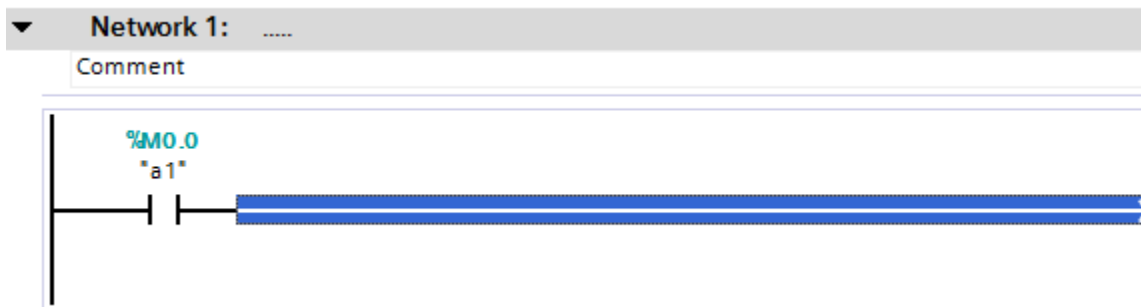 Network 1: .....
Comment
%M0.0
"a1"